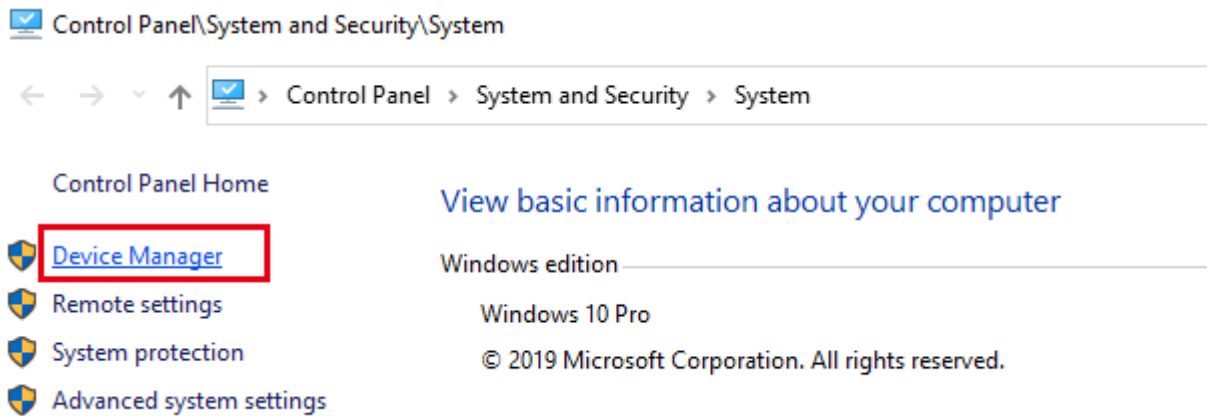 Control Panel\System and Security\System
Control Panel > System and Security > System
Control Panel Home
Device Manager
Remote settings
System protection
Advanced system settings
View basic information about your computer
Windows edition
Windows 10 Pro
© 2019 Microsoft Corporation. All rights reserved.